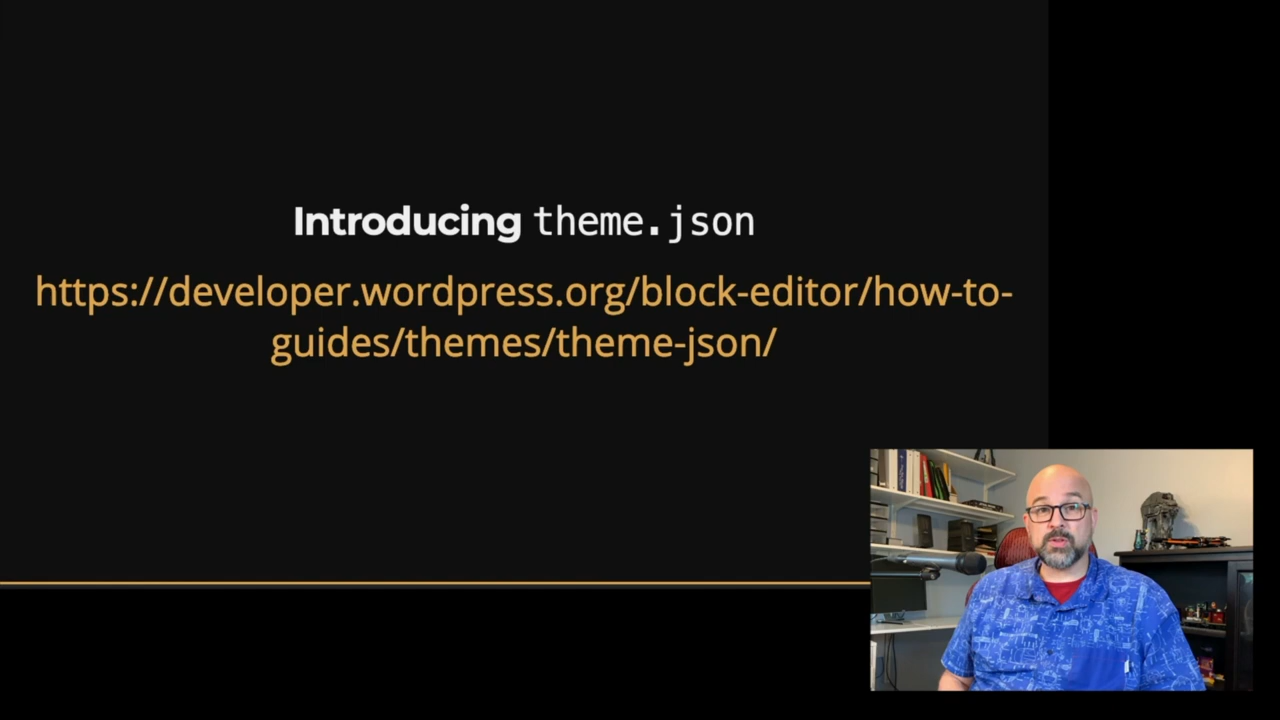 Introducing theme.json
https://developer.wordpress.org/block-editor/how-to-
guides/themes/theme-json/